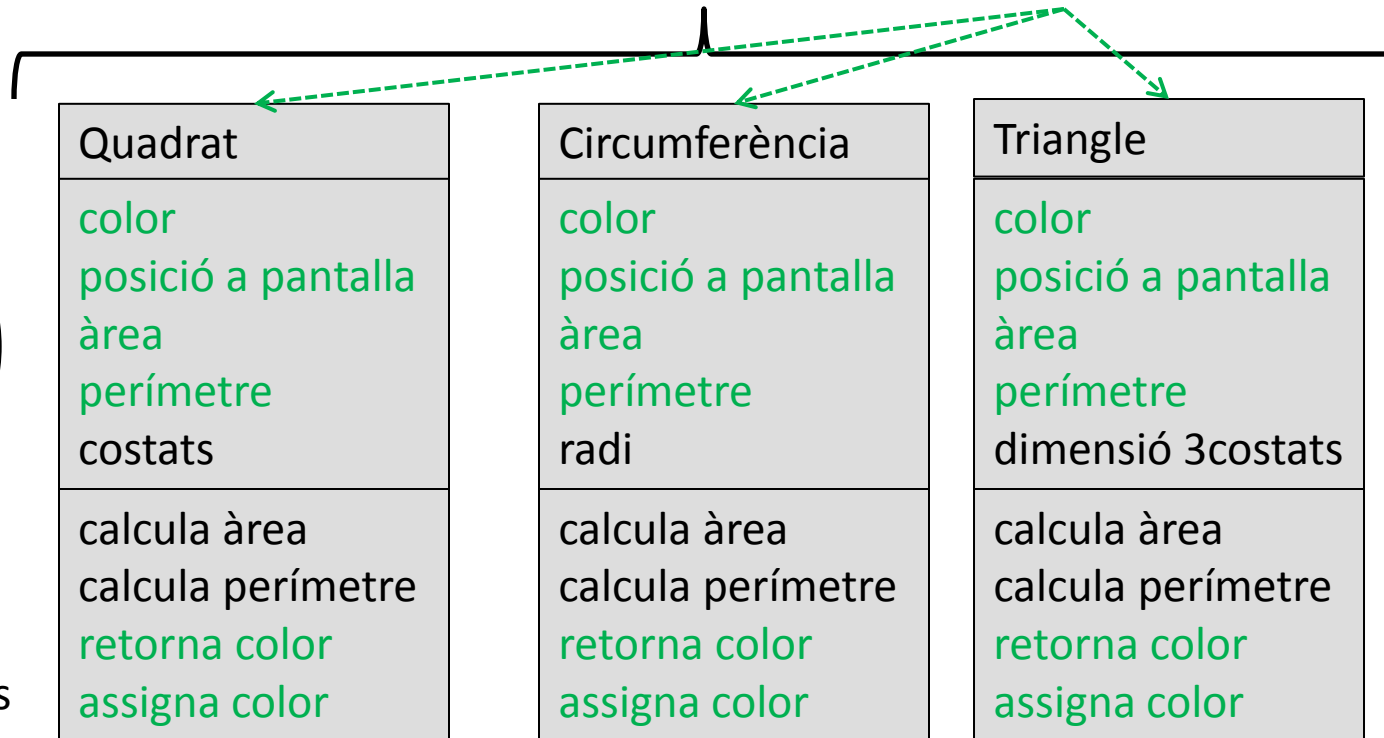 Quadrat
color
posició a pantalla
àrea
perímetre
costats
calcula àrea
calcula perímetre
retorna color
assigna color
Circumferència
color
posició a pantalla
àrea
perímetre
radi
calcula àrea
calcula perímetre
retorna color
assigna color
Triangle
color
posició a pantalla
àrea
perímetre
dimensió 3costats
calcula àrea
calcula perímetre
retorna color
assigna color